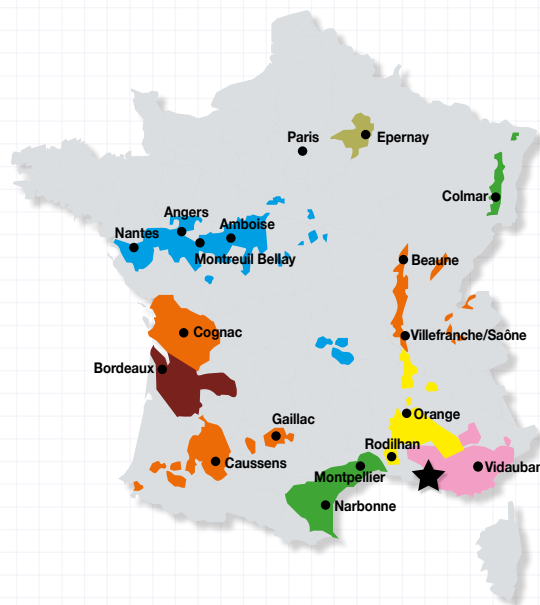 Paris
Epernay
Colmar
Angers
Amboise
Nantes
Montreuil Bellay
Beaune
Cognac
Villefranche/Saône
Bordeaux
Gaillac
Orange
Rodilhan
Caussens
Vidauban
Montpellier
Narbonne